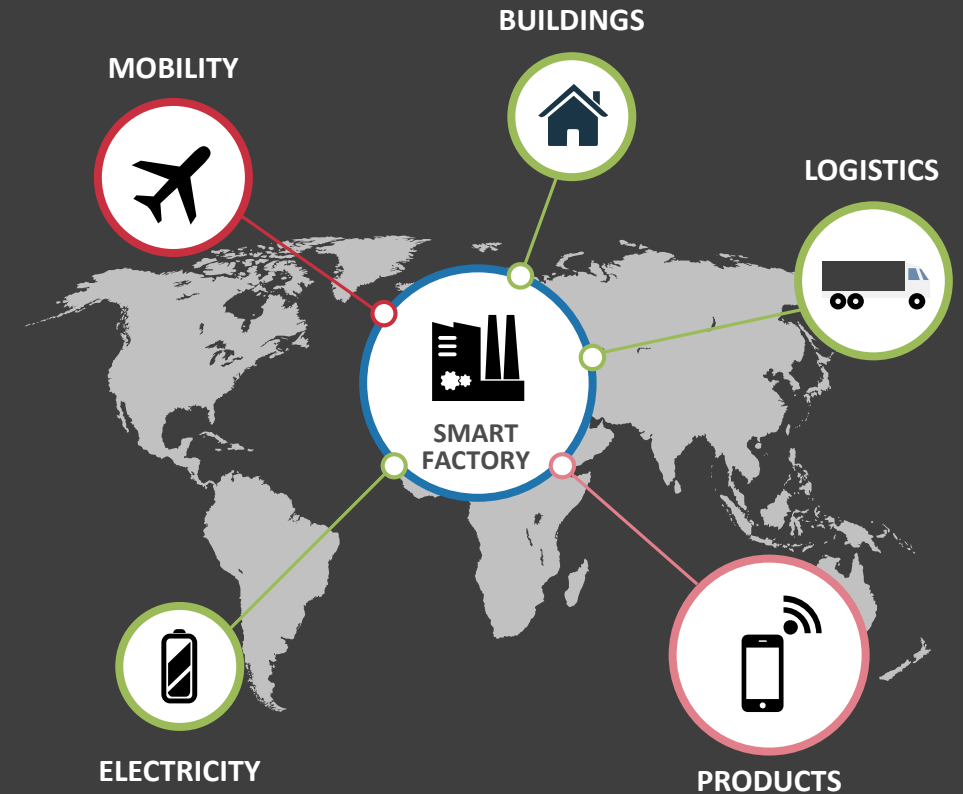 BUILDINGS
MOBILITY
LOGISTICS
SMART
FACTORY
ELECTRICITY
PRODUCTS